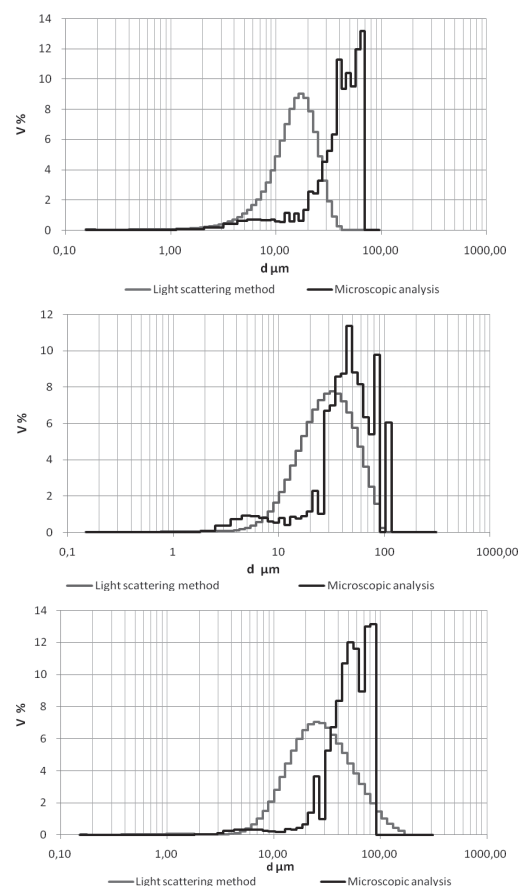 14
12
10
8
6
4
2
0
V %
0,10 1,00 10,00 100,00 1000,00
d µm
Light scattering method Microscopic analysis
12
10
8
6
4
2
0
V %
0,1 1 10 100 1000,00
d µm
Light scattering method Microscopic analysis
14
12
10
8
6
4
2
0
V %
0,10 1,00 10,00 100,00 1000,00
d µm
Light scattering method Microscopic analysis